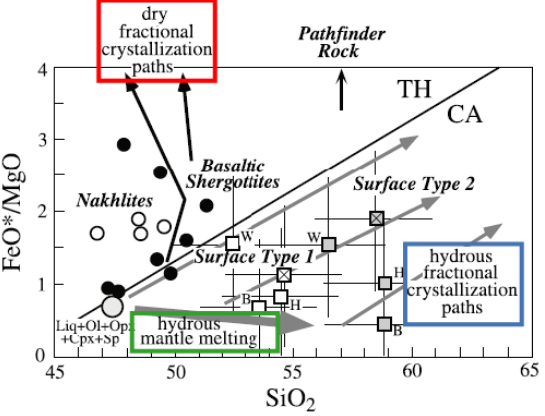 dry
fractional
crystallization
paths
Pathfinder
Rock
4
TH
CA
3
Basaltic
Shergottites
Nakhlites
Surface Type 2
2
W
W
Surface Type 1
hydrous
fractional
crystallization
paths
1
H
B
H
B
Liq+Ol+Opx
+Cpx+Sp
hydrous
mantle melting
0
45
50
55
60
65
FeO*/MgO
SiO₂